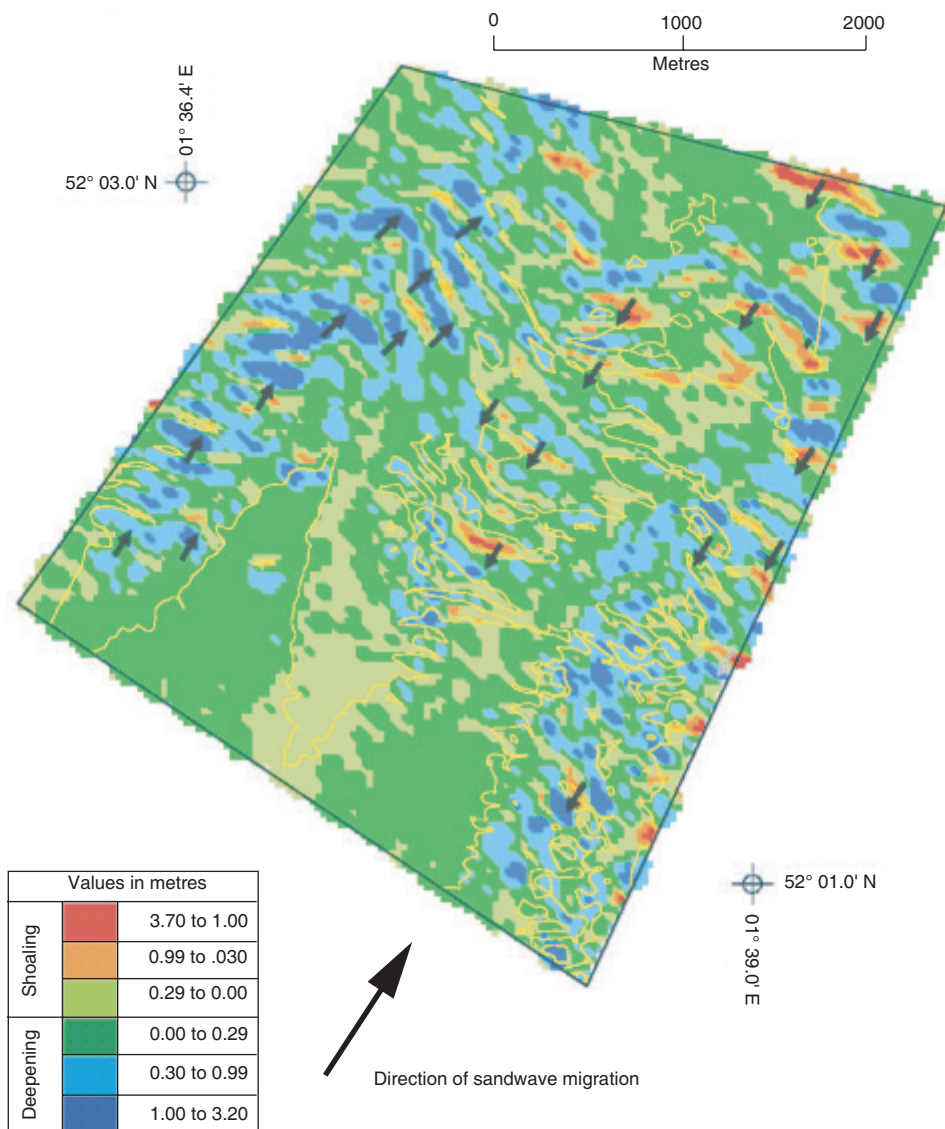 0 1000 2000
Metres
01° 36.4' E
52° 03.0' N
52° 01.0' N
01° 39.0' E
Values in metres
Shoaling
3.70 to 1.00
0.99 to .030
0.29 to 0.00
Deepening
0.00 to 0.29
0.30 to 0.99
1.00 to 3.20
Direction of sandwave migration